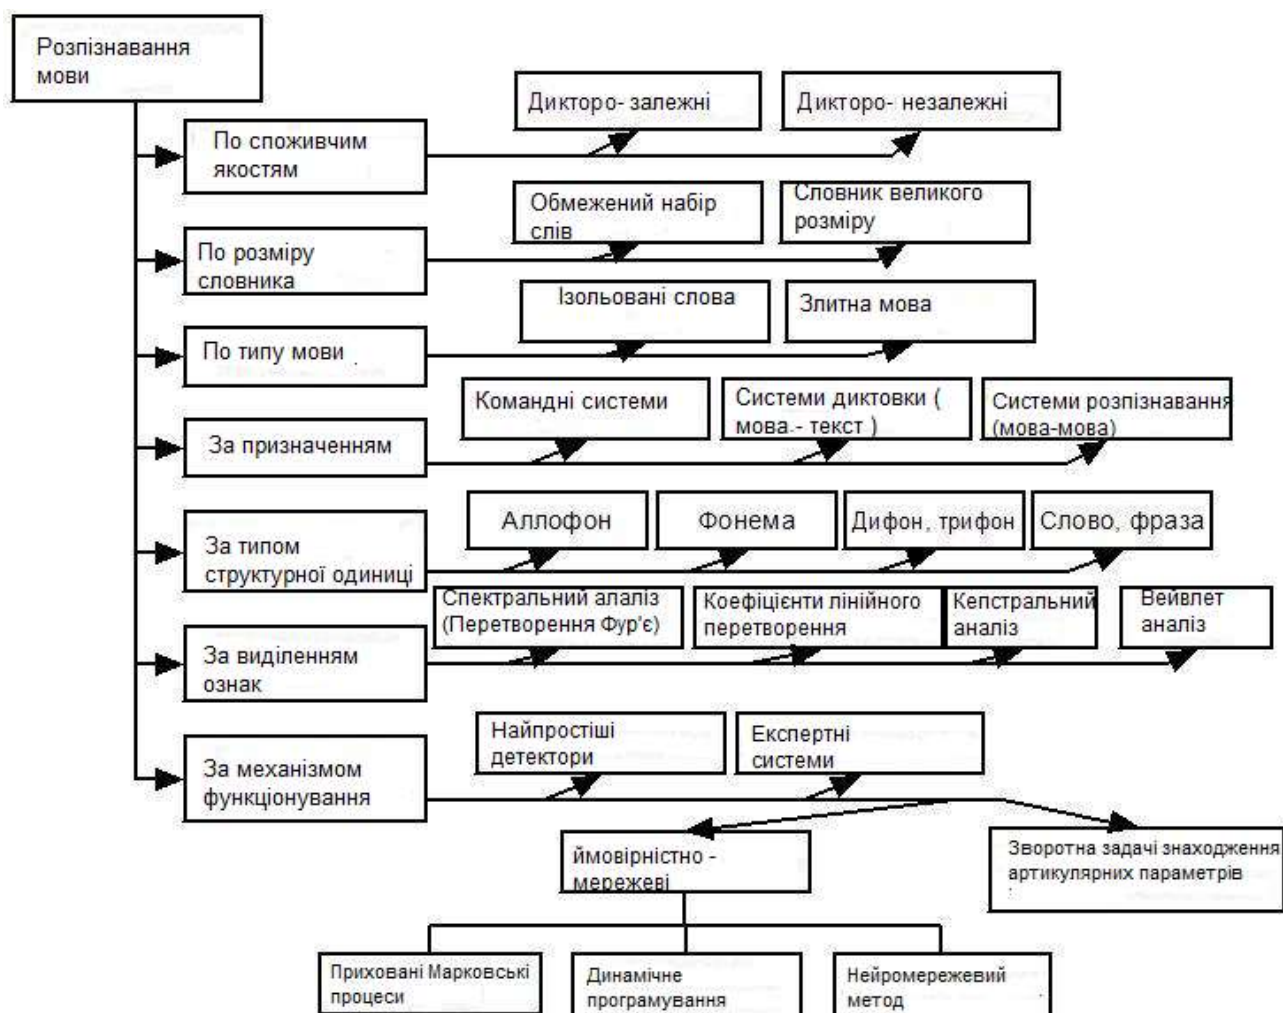 Розпізнавання
мови
Дикторо- залежні
Дикторо- незалежні
По споживчим
якостям
Обмежений набір
слів
Словник великого
розміру
По розміру
словника
Ізольовані слова
Злитна мова
По типу мови
Командні системи
Системи диктовки (
мова - текст )
Системи розпізнавання
(мова-мова)
За призначенням
Аллофон
Фонема
Дифон, трифон
Слово, фраза
За типом
структурної одиниці
Спектральний алаліз
(Перетворення Фур'є)
Коефіцієнти лінійного
перетворення
Кепстральний
аналіз
Вейвлет
аналіз
За виділенням
ознак
Найпростіші
детектори
Експертні
системи
За механізмом
функціонування
ймовірністно -
мережеві
Зворотна задачі знаходження
артикулярних параметрів
Приховані Марковські
процеси
Динамічне
програмування
Нейромережевий
метод